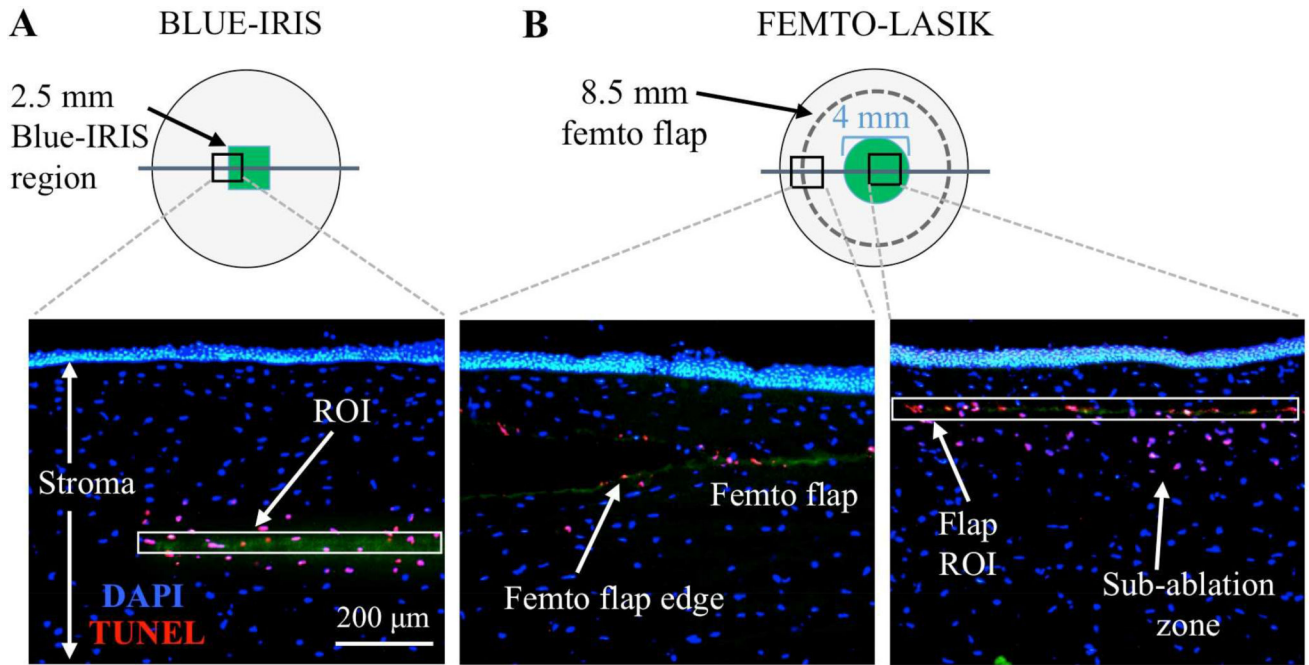 A
BLUE-IRIS
2.5 mm
Blue-IRIS
region
B
FEMTO-LASIK
8.5 mm
femto flap
4 mm
ROI
Stroma
DAPI
TUNEL
200 μm
Femto flap
Femto flap edge
Flap
ROI
Sub-ablation
zone